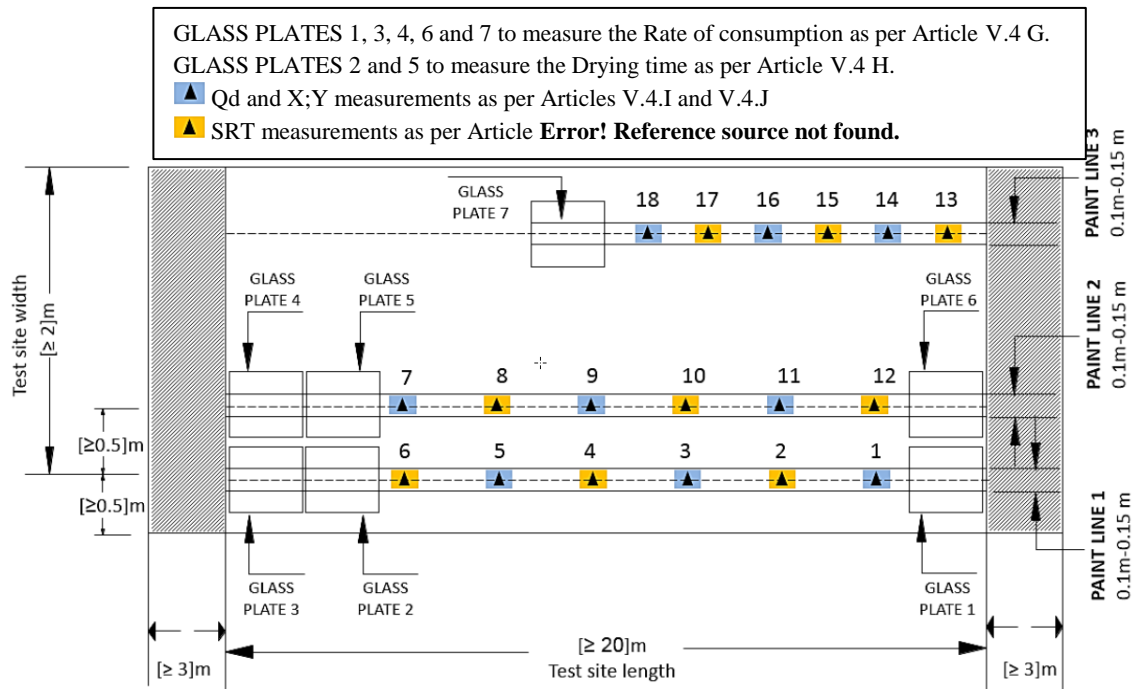 GLASS PLATES 1, 3, 4, 6 and 7 to measure the Rate of consumption as per Article V.4 G.
GLASS PLATES 2 and 5 to measure the Drying time as per Article V.4 H.
Qd and X;Y measurements as per Articles V.4.I and V.4.J
SRT measurements as per Article Error! Reference source not found.
GLASS
PLATE 7
18 17 16 15 14 13
PAINT LINE 3
0.1m-0.15 m
Test site width
[≥ 2]m
GLASS
PLATE 4
GLASS
PLATE 5
GLASS
PLATE 6
PAINT LINE 2
0.1m-0.15 m
7 8 9 10 11 12
[≥0.5]m
6 5 4 3 2 1
[≥0.5]m
PAINT LINE 1
0.1m-0.15 m
GLASS
PLATE 3
GLASS
PLATE 2
GLASS
PLATE 1
[≥ 3]m
[≥ 20]m
Test site length
[≥ 3]m